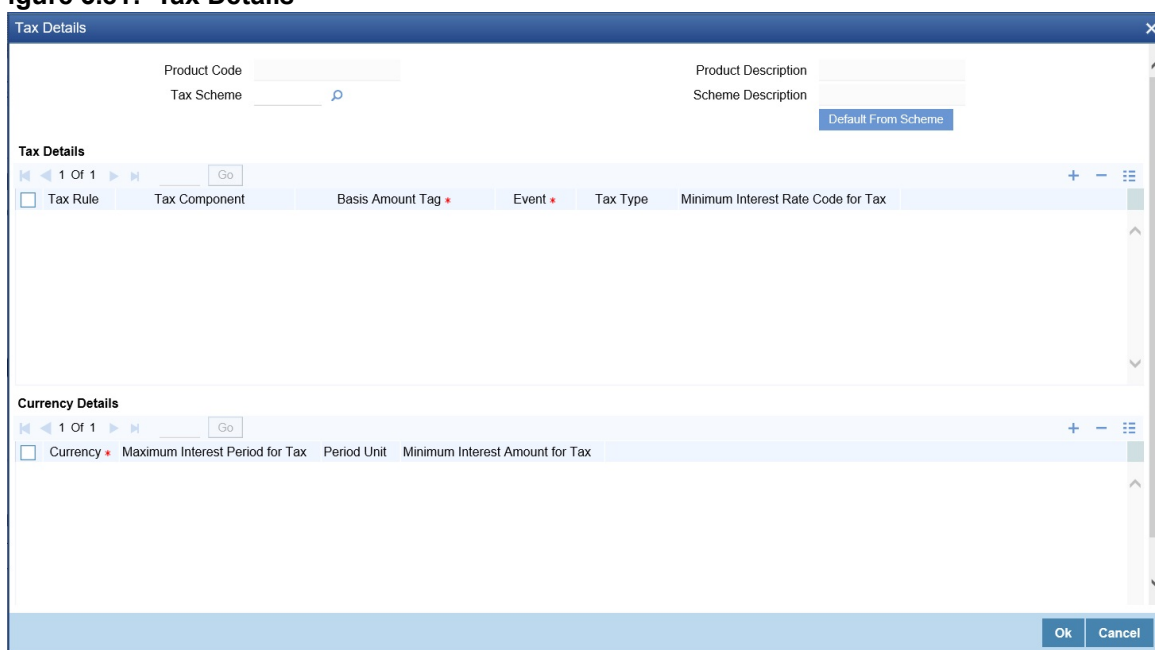 Tax Details
Tax Details
Product Code
Product Description
Tax Scheme
Scheme Description
Default From Scheme
Tax Details
1 Of 1 Go
Tax Rule Tax Component Basis Amount Tag * Event * Tax Type Minimum Interest Rate Code for Tax
Currency Details
1 Of 1 Go
Currency * Maximum Interest Period for Tax Period Unit Minimum Interest Amount for Tax
Ok Cancel